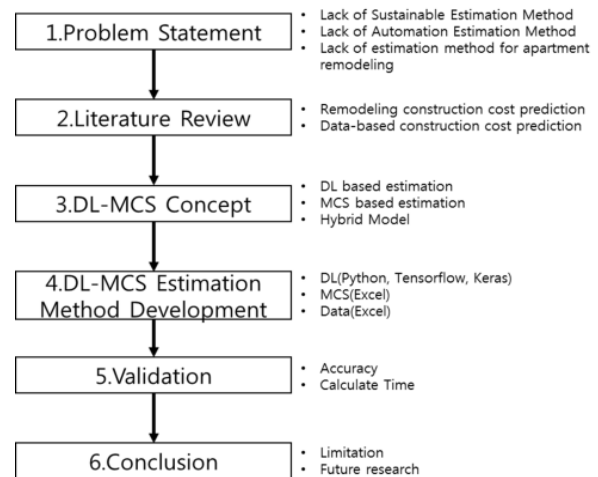 1.Problem Statement
• Lack of Sustainable Estimation Method
• Lack of Automation Estimation Method
• Lack of estimation method for apartment
remodeling
2.Literature Review
• Remodeling construction cost prediction
• Data-based construction cost prediction
3.DL-MCS Concept
• DL based estimation
• MCS based estimation
• Hybrid Model
4.DL-MCS Estimation
Method Development
• DL(Python, Tensorflow, Keras)
• MCS(Excel)
• Data(Excel)
5.Validation
• Accuracy
• Calculate Time
6.Conclusion
• Limitation
• Future research